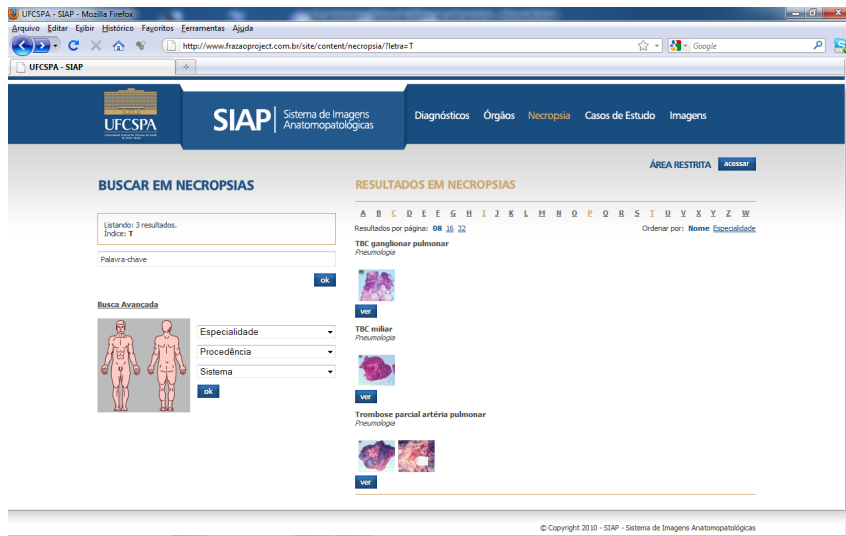 UFCSPA - SIAP - Mozilla Firefox
Arquivo Editar Exibir Histórico Favoritos Ferramentas Ajuda
http://www.frazaoproject.com.br/site/content/necropsia/?letra=T
Google
UFCSPA - SIAP
UFCSPA
SIAP
Sistema de Imagens
Anatomopatológicas
Diagnósticos Órgãos Necropsia Casos de Estudo Imagens
ÁREA RESTRITA acessar
BUSCAR EM NECROPSIAS
Listando: 3 resultados.
Índice: T
Palavra-chave
ok
Busca Avançada
Especialidade
Procedência
Sistema
ok
RESULTADOS EM NECROPSIAS
A B C D E F G H I J K L M N O P Q R S T U V X Y Z W
Resultados por página: 08 16 32
Ordenar por: Nome Especialidade
TBC ganglionar pulmonar
Pneumologia
ver
TBC miliar
Pneumologia
ver
Trombose parcial artéria pulmonar
Pneumologia
ver
© Copyright 2010 - SIAP - Sistema de Imagens Anatomopatológicas